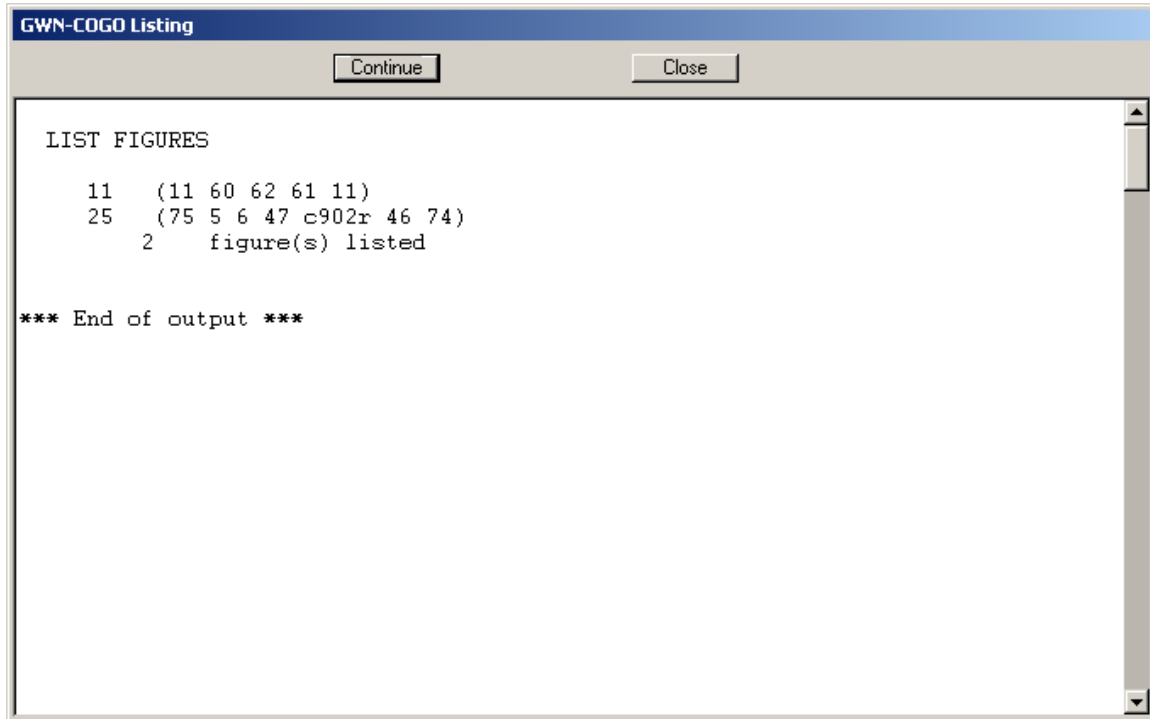 GWN-COGO Listing
Continue Close
LIST FIGURES
11 (11 60 62 61 11)
25 (75 5 6 47 c902r 46 74)
2 figure(s) listed
*** End of output ***